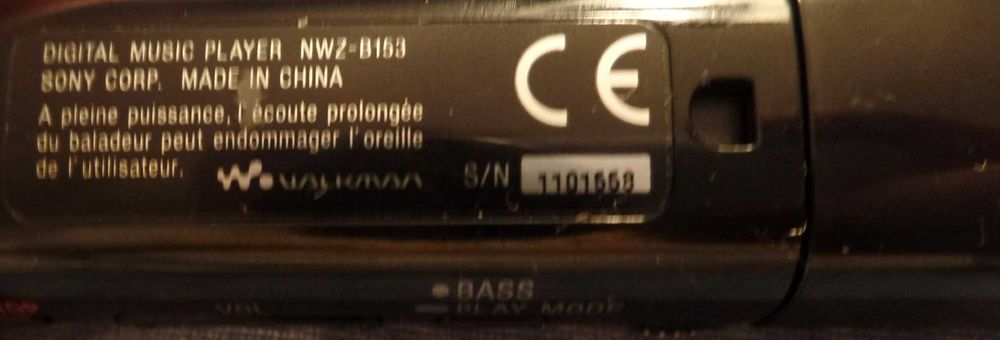 DIGITAL MUSIC PLAYER NWZ-B153
SONY CORP. MADE IN CHINA
A pleine puissance, l'écoute prolongée
du baladeur peut endommager l'oreille
de l'utilisateur.
WALKMAN S/N 1101558
CE
BASS
VOL PLAY MODE